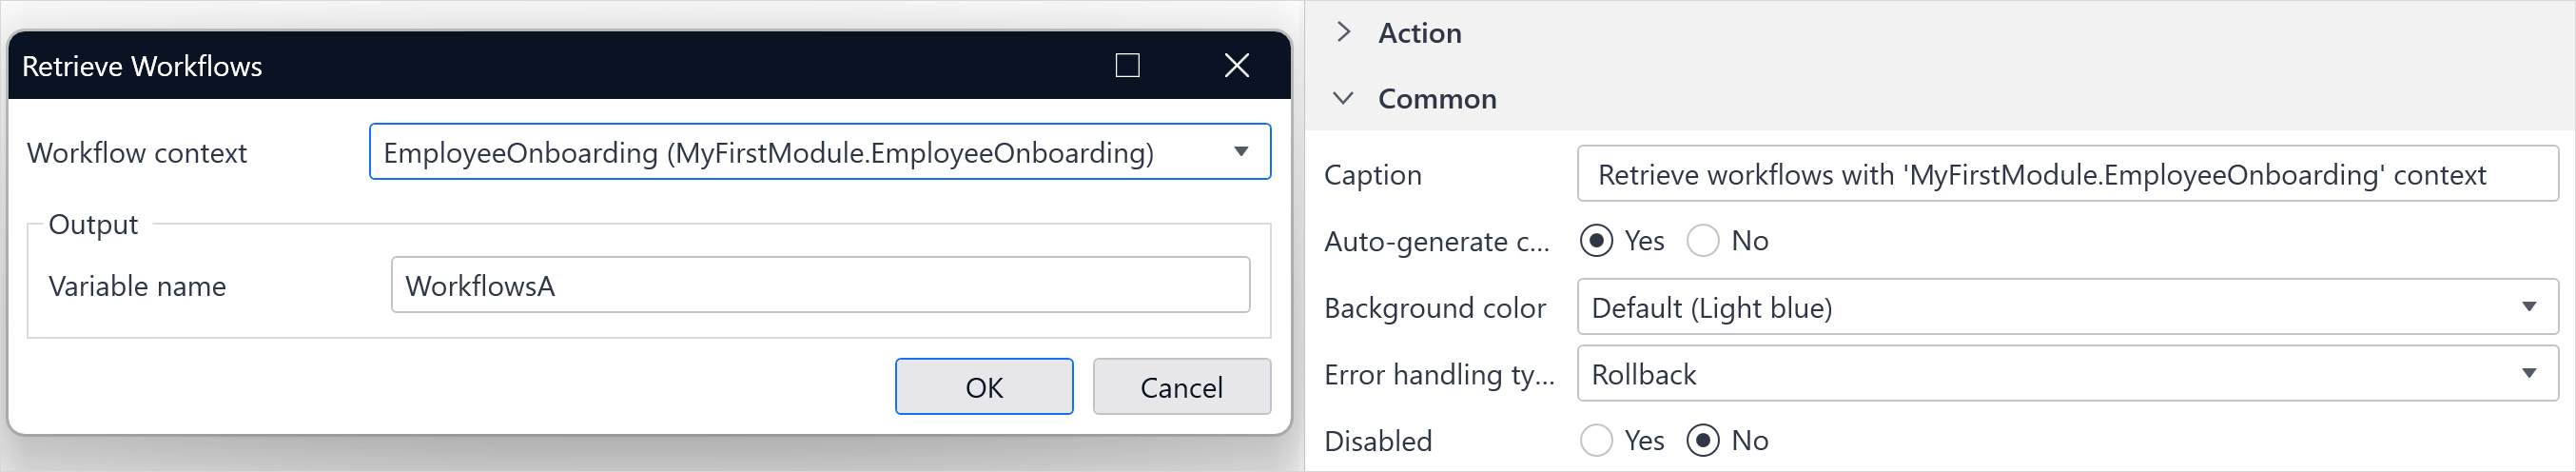 Retrieve Workflows
Workflow context
EmployeeOnboarding (MyFirstModule.EmployeeOnboarding)
Output
Variable name
WorkflowsA
OK
Cancel
Action
Common
Caption
Retrieve workflows with 'MyFirstModule.EmployeeOnboarding' context
Auto-generate c...
Yes
No
Background color
Default (Light blue)
Error handling ty...
Rollback
Disabled
Yes
No